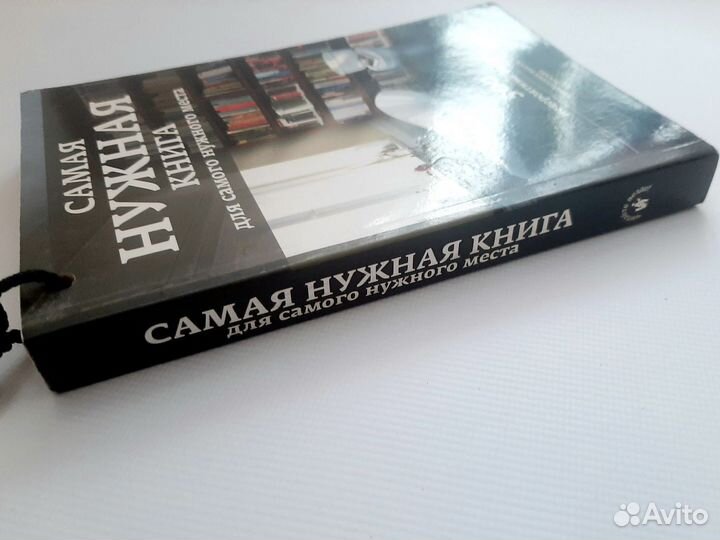 САМАЯ
НУЖНАЯ
КНИГА
для самого нужного места
САМАЯ НУЖНАЯ КНИГА
для самого нужного места
Avito